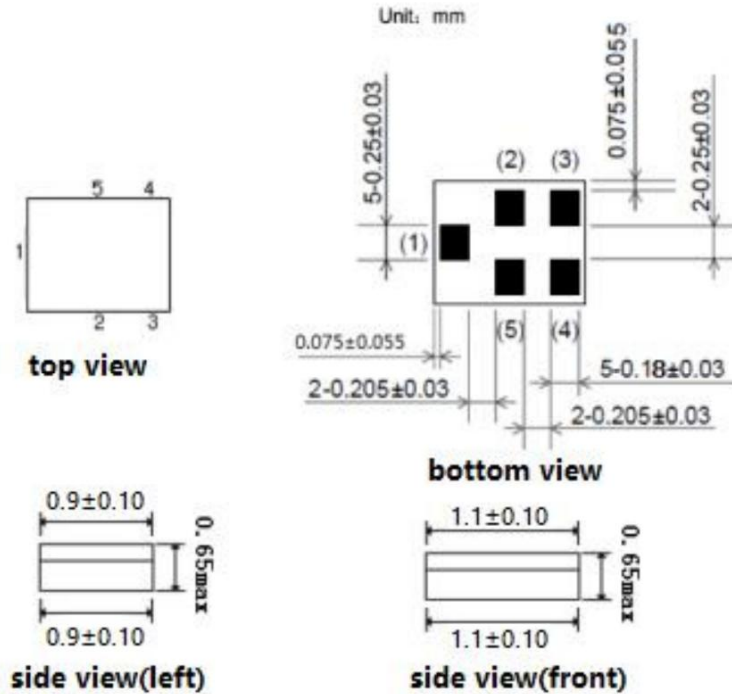 Unit: mm
5-0.25±0.03
0.075±0.055
2-0.25±0.03
(2) (3)
(1)
(5) (4)
5 4
1
2 3
top view
0.075±0.055
5-0.18±0.03
2-0.205±0.03
2-0.205±0.03
bottom view
0.9±0.10
0.65max
0.9±0.10
side view(left)
1.1±0.10
0.65max
1.1±0.10
side view(front)